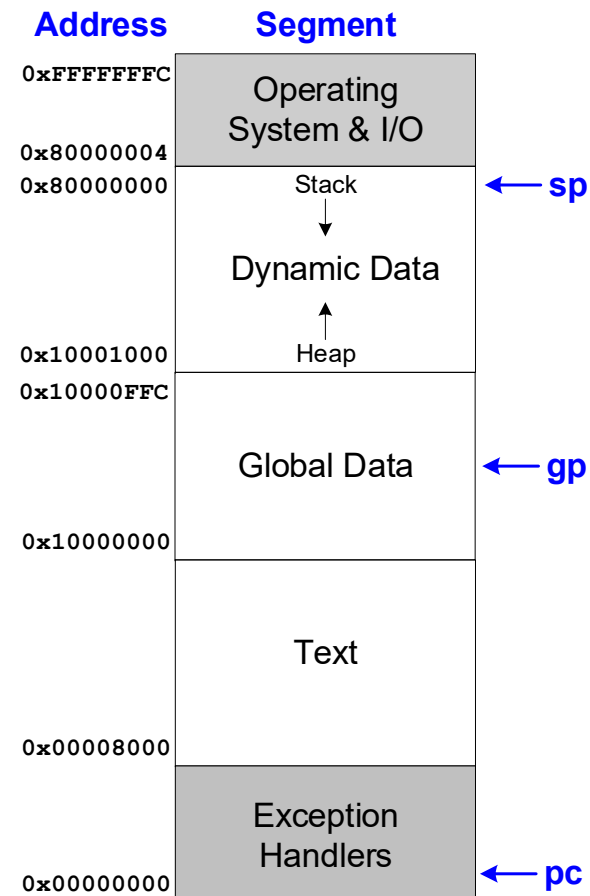 Address Segment
0xFFFFFFFC
Operating
System & I/O
0x80000004
0x80000000 Stack sp
Dynamic Data
0x10001000 Heap
0x10000FFC
Global Data gp
0x10000000
Text
0x00008000
Exception
Handlers
0x00000000 pc